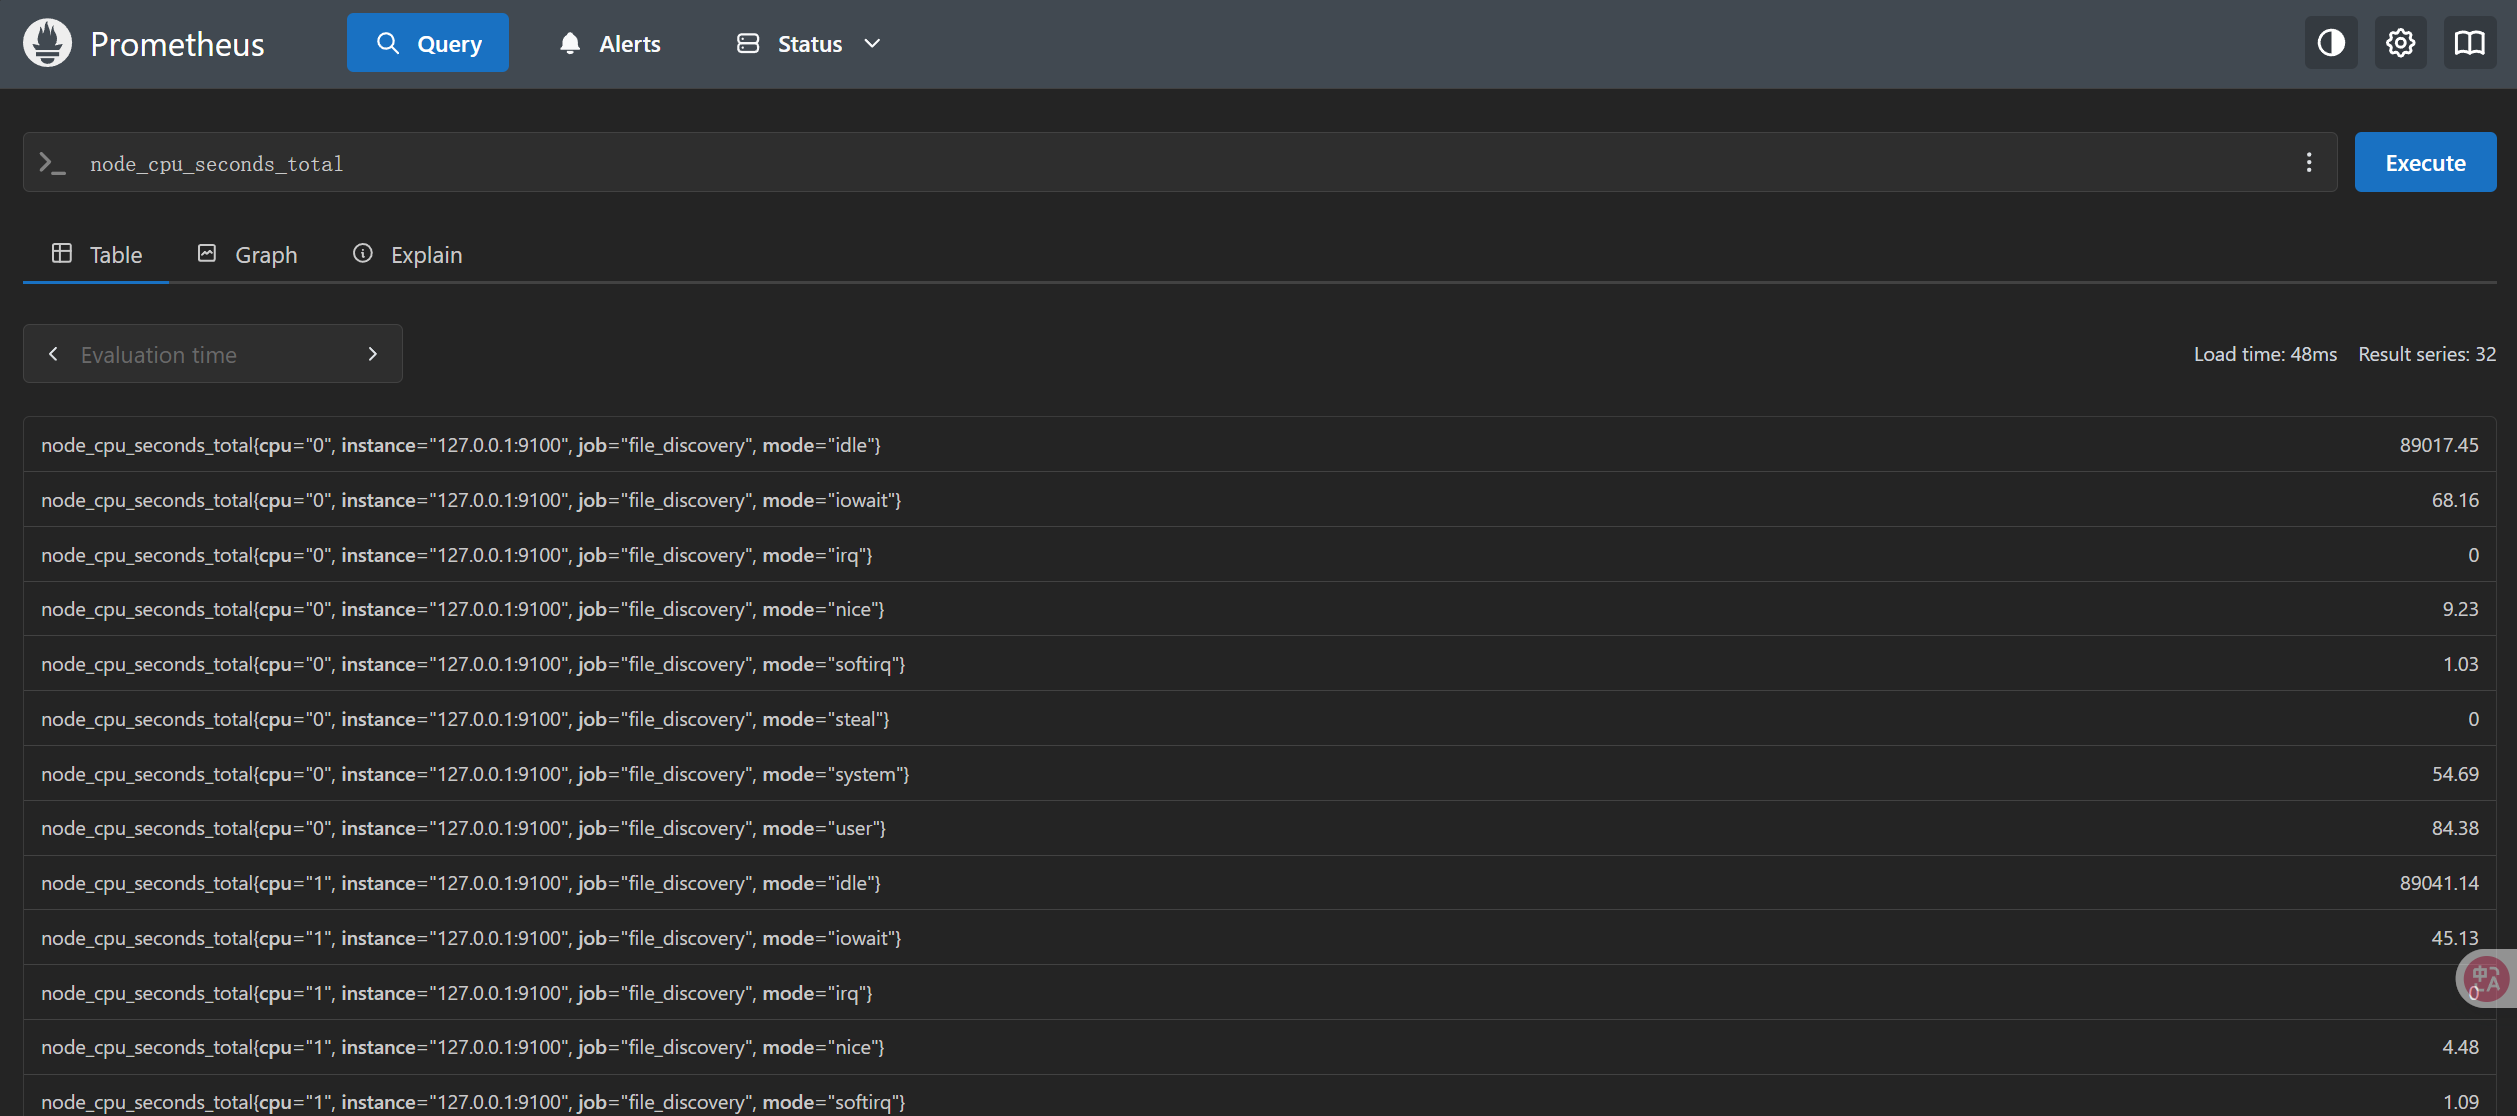 Prometheus Query Alerts Status
node_cpu_seconds_total Execute
Table Graph Explain
Evaluation time Load time: 48ms Result series: 32
node_cpu_seconds_total{cpu="0", instance="127.0.0.1:9100", job="file_discovery", mode="idle"} 89017.45
node_cpu_seconds_total{cpu="0", instance="127.0.0.1:9100", job="file_discovery", mode="iowait"} 68.16
node_cpu_seconds_total{cpu="0", instance="127.0.0.1:9100", job="file_discovery", mode="irq"} 0
node_cpu_seconds_total{cpu="0", instance="127.0.0.1:9100", job="file_discovery", mode="nice"} 9.23
node_cpu_seconds_total{cpu="0", instance="127.0.0.1:9100", job="file_discovery", mode="softirq"} 1.03
node_cpu_seconds_total{cpu="0", instance="127.0.0.1:9100", job="file_discovery", mode="steal"} 0
node_cpu_seconds_total{cpu="0", instance="127.0.0.1:9100", job="file_discovery", mode="system"} 54.69
node_cpu_seconds_total{cpu="0", instance="127.0.0.1:9100", job="file_discovery", mode="user"} 84.38
node_cpu_seconds_total{cpu="1", instance="127.0.0.1:9100", job="file_discovery", mode="idle"} 89041.14
node_cpu_seconds_total{cpu="1", instance="127.0.0.1:9100", job="file_discovery", mode="iowait"} 45.13
中A
node_cpu_seconds_total{cpu="1", instance="127.0.0.1:9100", job="file_discovery", mode="irq"} 0
node_cpu_seconds_total{cpu="1", instance="127.0.0.1:9100", job="file_discovery", mode="nice"} 4.48
node_cpu_seconds_total{cpu="1", instance="127.0.0.1:9100", job="file_discovery", mode="softirq"} 1.09